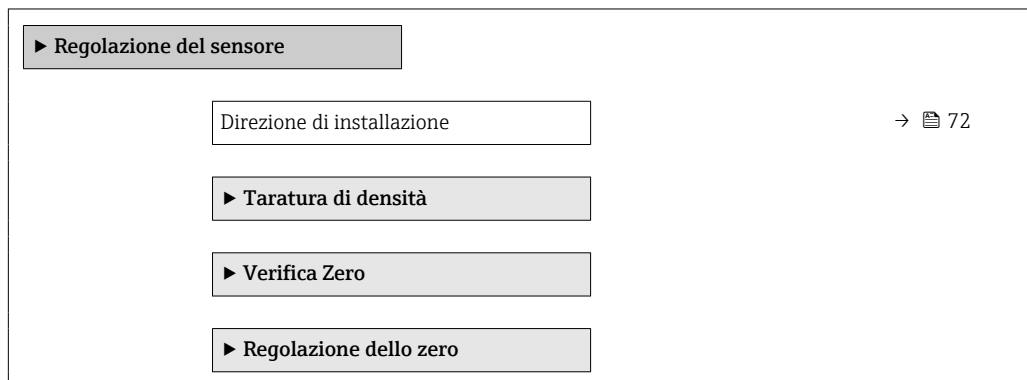 ▶ Regolazione del sensore
Direzione di installazione → 72
▶ Taratura di densità
▶ Verifica Zero
▶ Regolazione dello zero